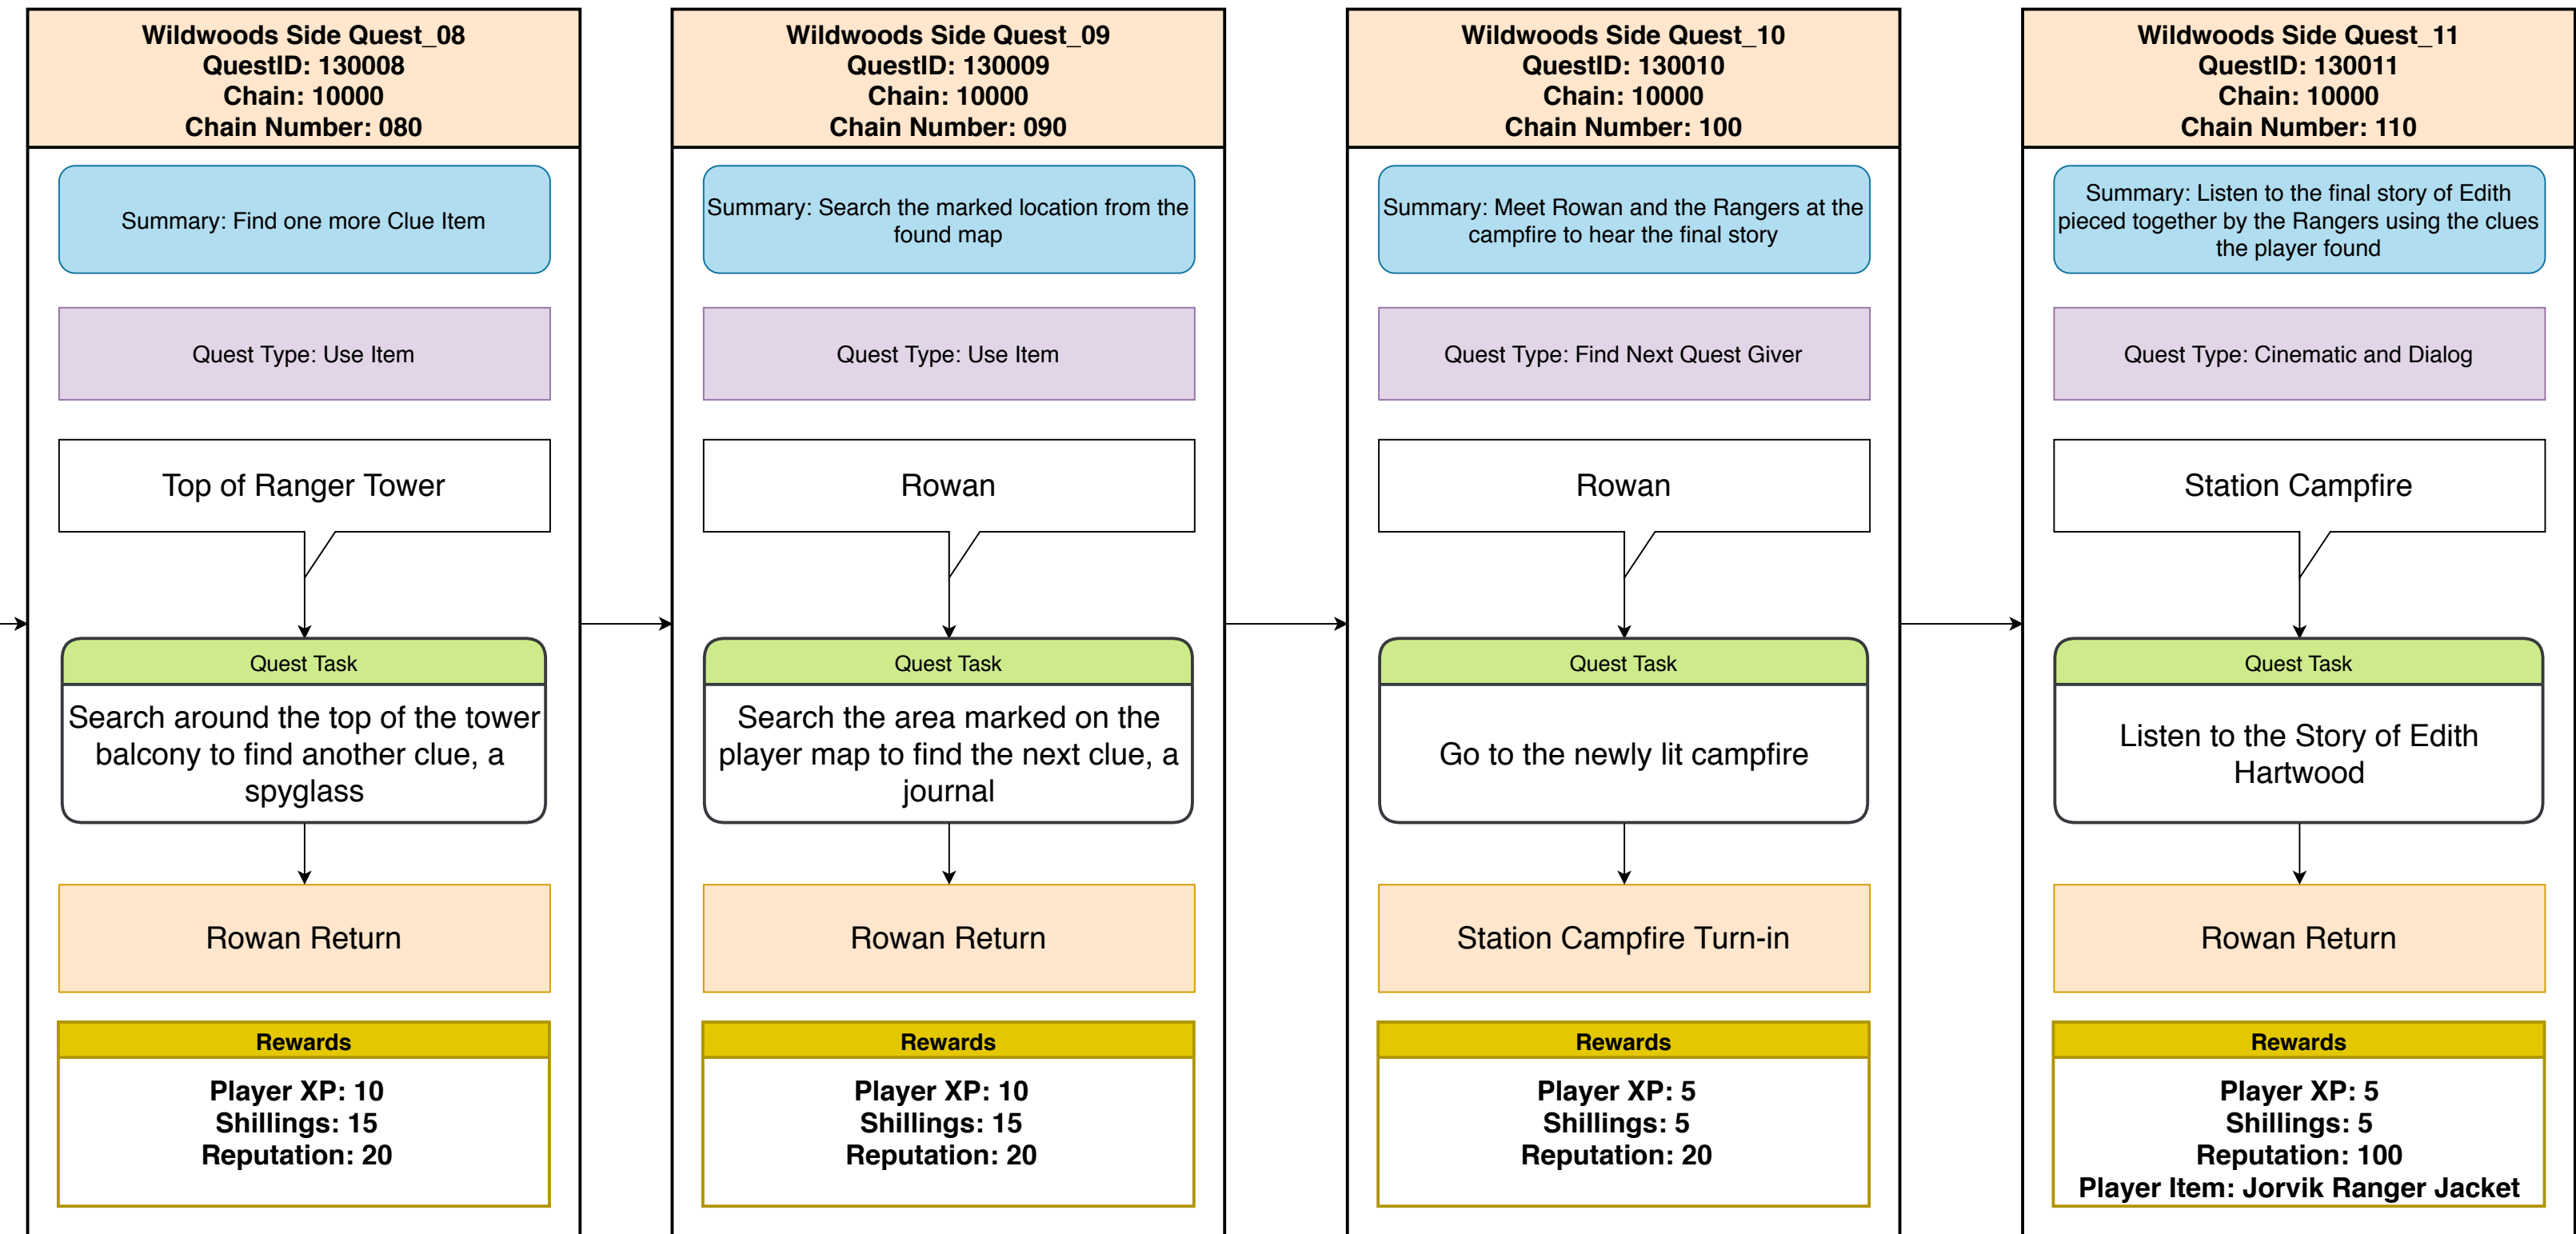 Wildwoods Side Quest_08
QuestID: 130008
Chain: 10000
Chain Number: 080
Summary: Find one more Clue Item
Quest Type: Use Item
Top of Ranger Tower
Quest Task
Search around the top of the tower
balcony to find another clue, a
spyglass
Rowan Return
Rewards
Player XP: 10
Shillings: 15
Reputation: 20
Wildwoods Side Quest_09
QuestID: 130009
Chain: 10000
Chain Number: 090
Summary: Search the marked location from the
found map
Quest Type: Use Item
Rowan
Quest Task
Search the area marked on the
player map to find the next clue, a
journal
Rowan Return
Rewards
Player XP: 10
Shillings: 15
Reputation: 20
Wildwoods Side Quest_10
QuestID: 130010
Chain: 10000
Chain Number: 100
Summary: Meet Rowan and the Rangers at the
campfire to hear the final story
Quest Type: Find Next Quest Giver
Rowan
Quest Task
Go to the newly lit campfire
Station Campfire Turn-in
Rewards
Player XP: 5
Shillings: 5
Reputation: 20
Wildwoods Side Quest_11
QuestID: 130011
Chain: 10000
Chain Number: 110
Summary: Listen to the final story of Edith
pieced together by the Rangers using the clues
the player found
Quest Type: Cinematic and Dialog
Station Campfire
Quest Task
Listen to the Story of Edith
Hartwood
Rowan Return
Rewards
Player XP: 5
Shillings: 5
Reputation: 100
Player Item: Jorvik Ranger Jacket